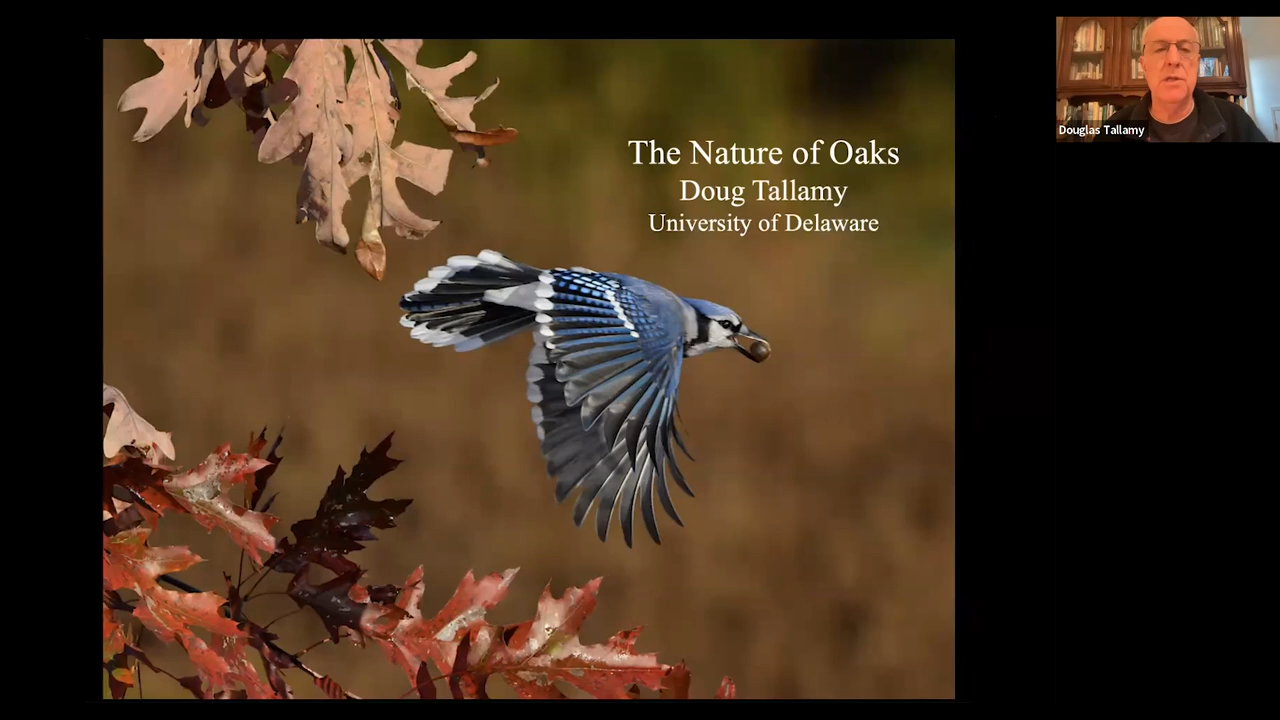 The Nature of Oaks
Doug Tallamy
University of Delaware
Douglas Tallamy